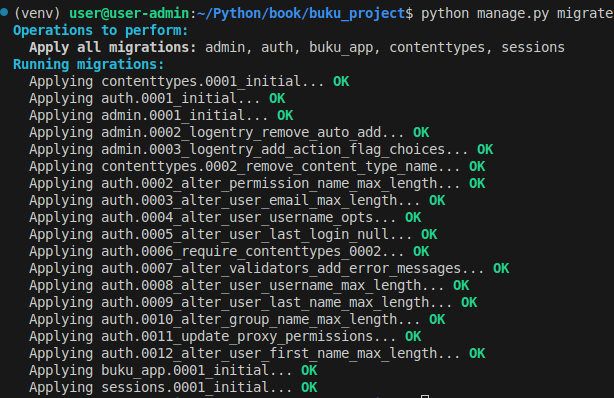 (venv) user@user-admin:~/Python/book/buku_project$ python manage.py migrate
Operations to perform:
  Apply all migrations: admin, auth, buku_app, contenttypes, sessions
Running migrations:
  Applying contenttypes.0001_initial... OK
  Applying auth.0001_initial... OK
  Applying admin.0001_initial... OK
  Applying admin.0002_logentry_remove_auto_add... OK
  Applying admin.0003_logentry_add_action_flag_choices... OK
  Applying contenttypes.0002_remove_content_type_name... OK
  Applying auth.0002_alter_permission_name_max_length... OK
  Applying auth.0003_alter_user_email_max_length... OK
  Applying auth.0004_alter_user_username_opts... OK
  Applying auth.0005_alter_user_last_login_null... OK
  Applying auth.0006_require_contenttypes_0002... OK
  Applying auth.0007_alter_validators_add_error_messages... OK
  Applying auth.0008_alter_user_username_max_length... OK
  Applying auth.0009_alter_user_last_name_max_length... OK
  Applying auth.0010_alter_group_name_max_length... OK
  Applying auth.0011_update_proxy_permissions... OK
  Applying auth.0012_alter_user_first_name_max_length... OK
  Applying buku_app.0001_initial... OK
  Applying sessions.0001_initial... OK